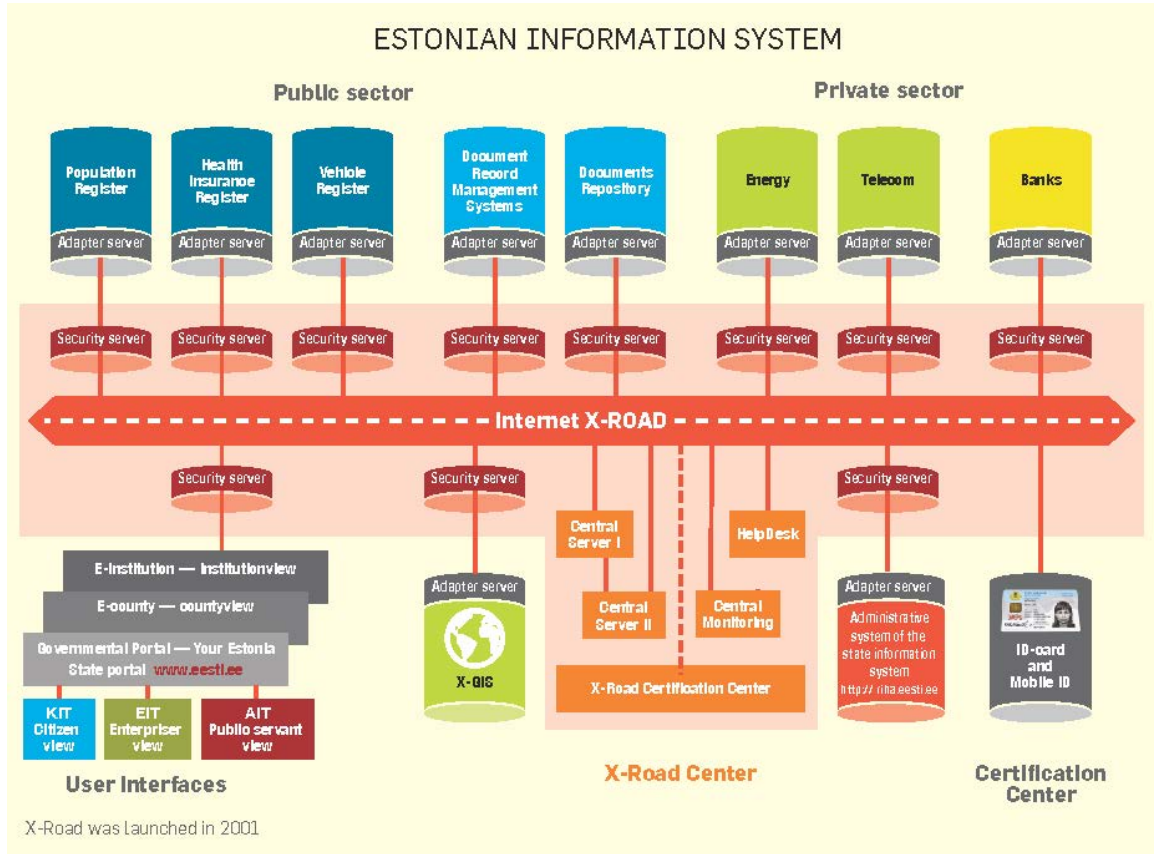 ESTONIAN INFORMATION SYSTEM
Public sector
Private sector
Population
Register
Health
Insurance
Register
Vehicle
Register
Document
Record
Management
Systems
Documents
Repository
Energy
Telecom
Banks
Adapter server
Adapter server
Adapter server
Adapter server
Adapter server
Adapter server
Adapter server
Adapter server
Security server
Security server
Security server
Security server
Security server
Security server
Security server
Security server
Internet X-ROAD
Security server
Security server
Security server
E-institution — institutionview
E-county — countyview
Governmental Portal — Your Estonia
State portal www.eesti.ee
KIT
Citizen
view
EIT
Enterpriser
view
AIT
Public servant
view
User Interfaces
Adapter server
X-GIS
Central
Server I
Central
Server II
HelpDesk
Central
Monitoring
X-Road Certification Center
X-Road Center
Adapter server
Administrative
system of the
state information
system
http:// riha.eesti.ee
ID-card
and
Mobile ID
Certification
Center
X-Road was launched in 2001